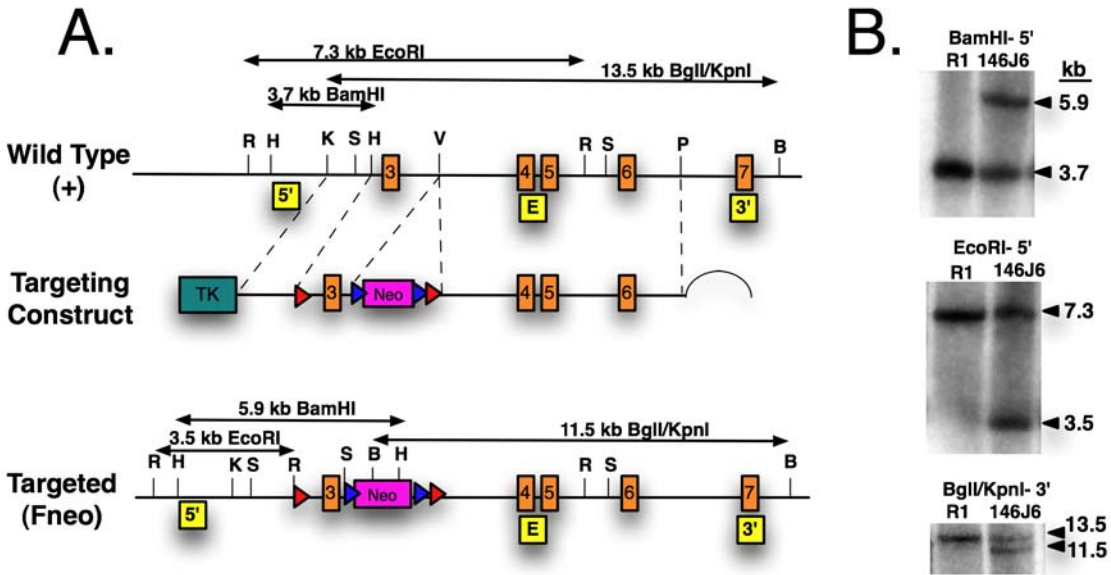 A.
7.3 kb EcoRI
13.5 kb BglI/KpnI
3.7 kb BamHI
R H K S H V R S P B
Wild Type
(+)
3 4 5 6 7
5' E 3'
Targeting
Construct
TK 3 Neo 4 5 6
5.9 kb BamHI
3.5 kb EcoRI
11.5 kb BglI/KpnI
R H K S R S B H R S B
Targeted
(Fneo)
3 Neo 4 5 6 7
5' E 3'
B.
BamHI- 5'
R1 146J6 kb
5.9
3.7
EcoRI- 5'
R1 146J6
7.3
3.5
BglI/KpnI- 3'
R1 146J6
13.5
11.5